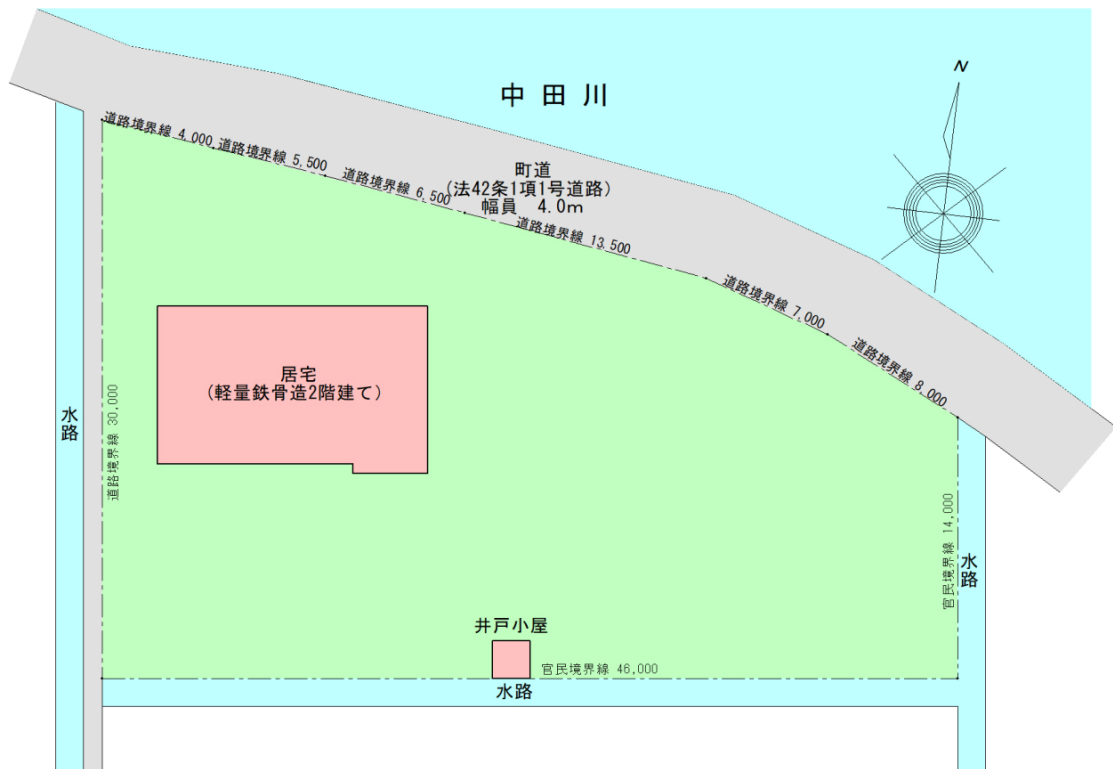 N
中田川
道路境界線 4,000
道路境界線 5,500
道路境界線 6,500
町道
(法42条1項1号道路)
幅員 4.0m
道路境界線 13,500
道路境界線 7,000
道路境界線 8,000
居宅
(軽量鉄骨造2階建て)
水路
道路境界線 30,000
官民境界線 14,000
水路
井戸小屋
官民境界線 46,000
水路